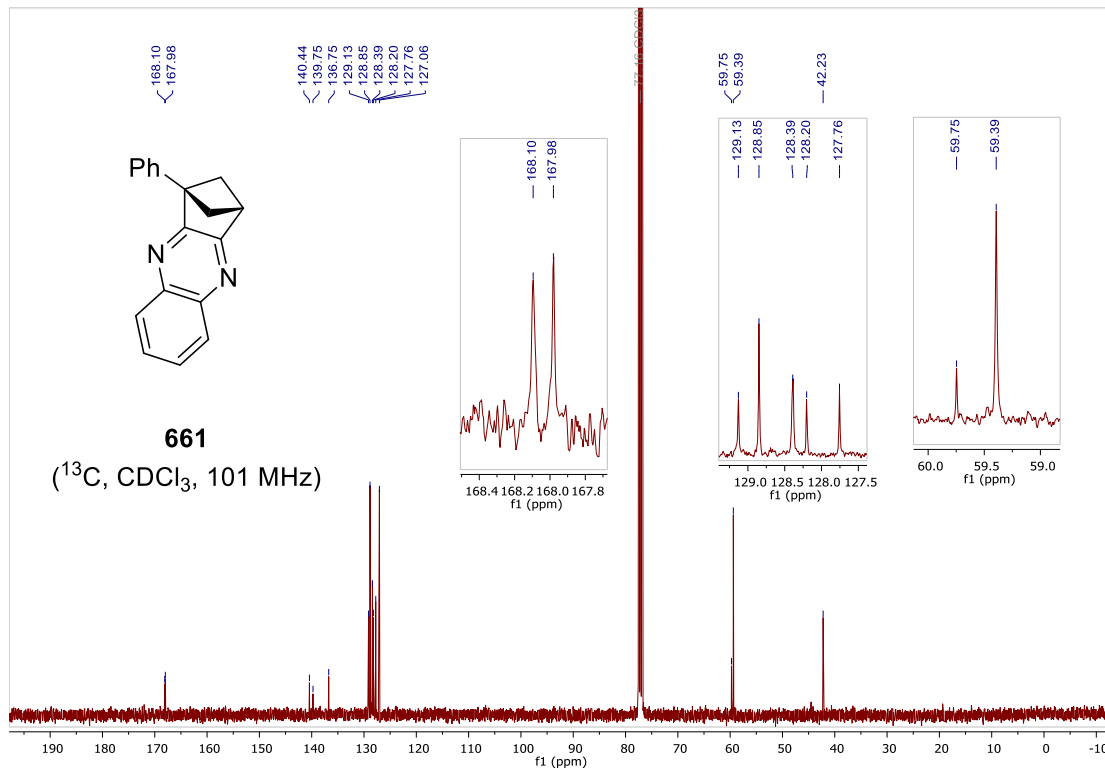 168.10
167.98
140.44
139.75
136.75
129.13
128.85
128.39
128.20
127.76
127.06
77.16 CDCl3
59.75
59.39
42.23
Ph
N
N
661
(¹³C, CDCl₃, 101 MHz)
168.10
167.98
168.4 168.2 168.0 167.8
f1 (ppm)
129.13
128.85
128.39
128.20
127.76
129.0 128.5 128.0 127.5
f1 (ppm)
59.75
59.39
60.0 59.5 59.0
f1 (ppm)
190 180 170 160 150 140 130 120 110 100 90 80 70 60 50 40 30 20 10 0 -10
f1 (ppm)